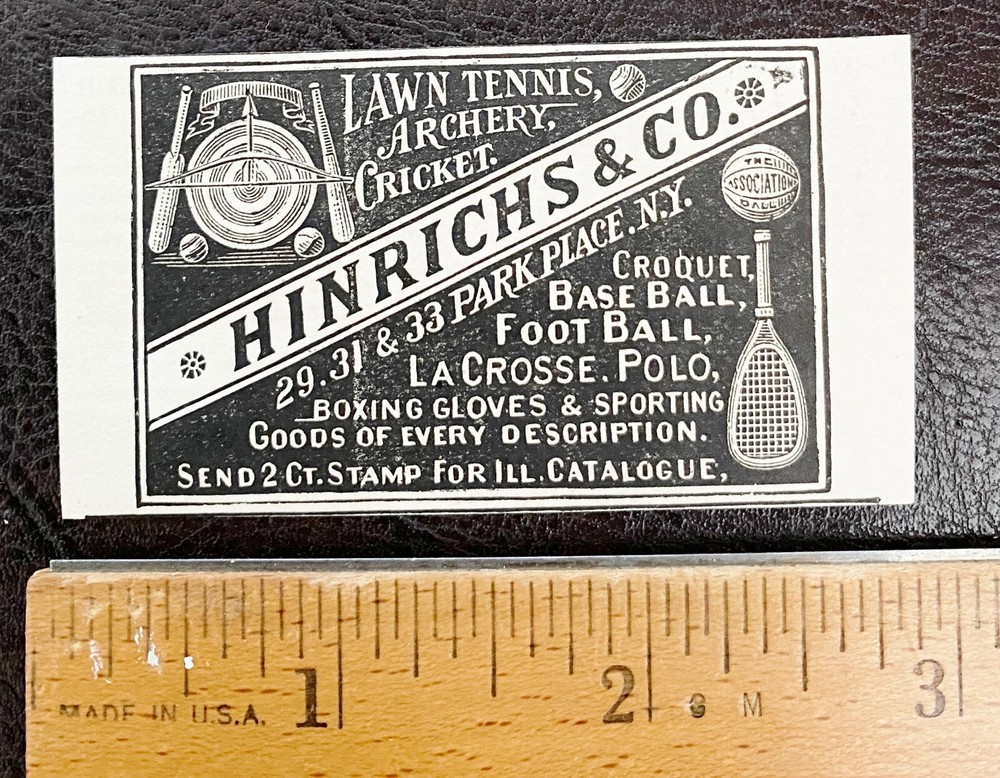 LAWN TENNIS,
ARCHERY,
CRICKET.
HINRICHS & CO.
29.31 & 33 PARK PLACE.N.Y.
THE
ASSOCIATION
BALL
CROQUET,
BASE BALL,
FOOT BALL,
LACROSSE. POLO,
BOXING GLOVES & SPORTING
GOODS OF EVERY DESCRIPTION.
SEND 2 CT. STAMP FOR ILL. CATALOGUE,
1 2 3
MADE IN U.S.A.
M